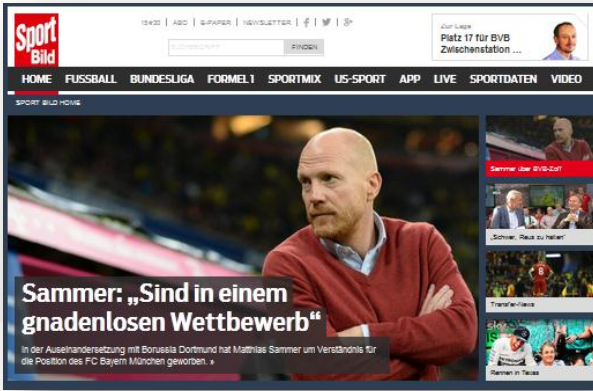 Sport
Bild
ABO | E-PAPER | NEWSLETTER |
SUCHBEGRIFF
FINDEN
Zur Lage
Platz 17 für BVB
Zwischenstation ...
HOME FUSSBALL BUNDESLIGA FORMEL1 SPORTMIX US-SPORT APP LIVE SPORTDATEN VIDEO
SPORT BILD HOME
Sammer: „Sind in einem
gnadenlosen Wettbewerb“
In der Auseinandersetzung mit Borussia Dortmund hat Matthias Sammer um Verständnis für
die Position des FC Bayern München geworben. »
Sammer über BVB-Zoff
„Schwer, Reus zu halten“
Transfer-News
sky
Rennen in Texas